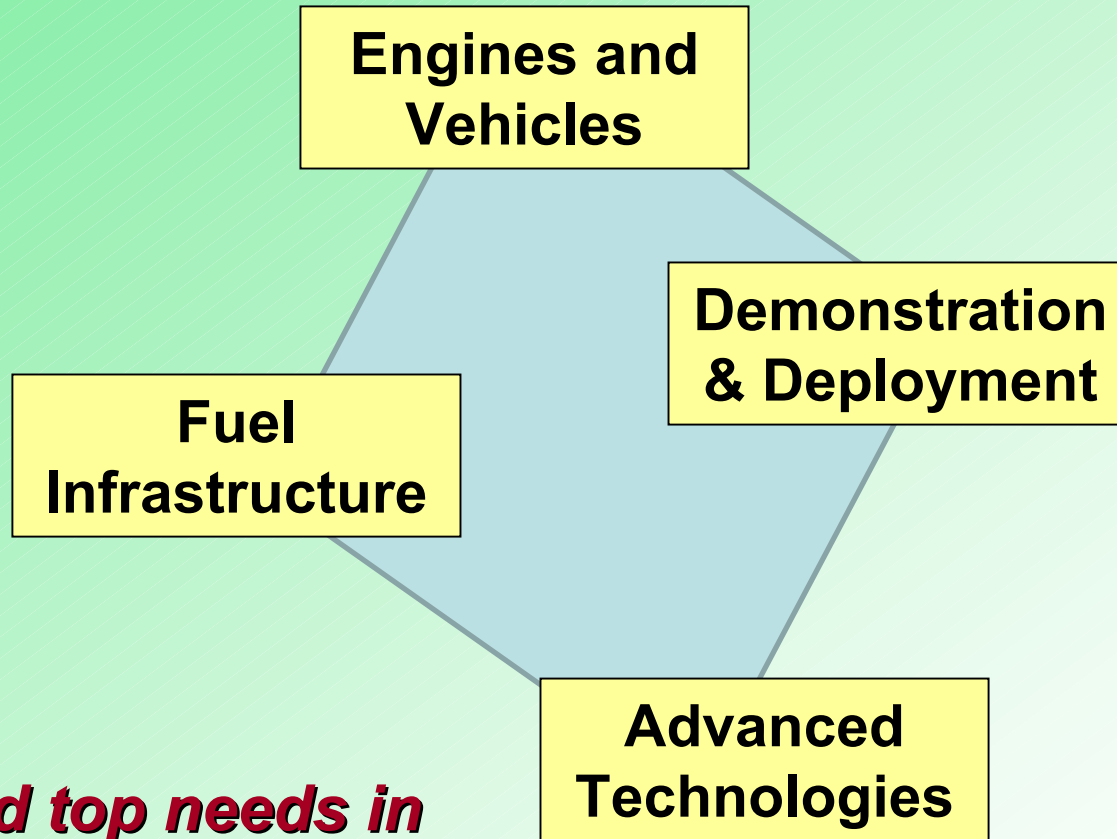 Engines and
Vehicles
Demonstration
& Deployment
Fuel
Infrastructure
Advanced
Technologies
top needs in